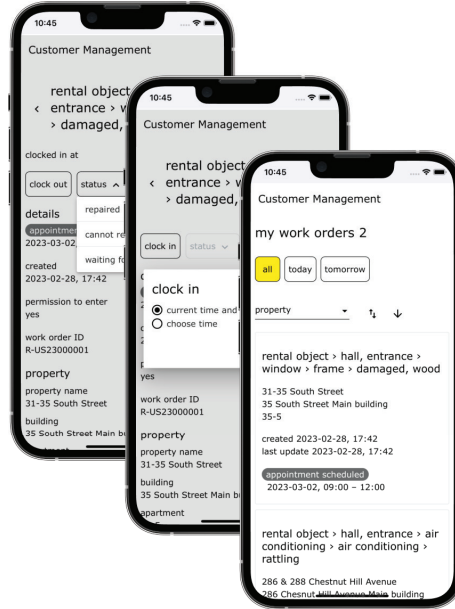 10:45
Customer Management
rental object
‹ entrance › w
› damaged,
clocked in at
clock out
status
repaired
cannot re
waiting fo
details
appointmen
2023-03-02,
created
2023-02-28, 17:42
permission to enter
yes
work order ID
R-US23000001
property
property name
31-35 South Street
building
35 South Street Main bu
10:45
Customer Management
rental object
‹ entrance › w
› damaged,
clock in
status
clock in
current time and
choose time
yes
work order ID
R-US23000001
property
property name
31-35 South Street
building
35 South Street Main bu
apartment
10:45
Customer Management
my work orders 2
all
today
tomorrow
property
rental object › hall, entrance ›
window › frame › damaged, wood
31-35 South Street
35 South Street Main building
35-5
created 2023-02-28, 17:42
last update 2023-02-28, 17:42
appointment scheduled
2023-03-02, 09:00 – 12:00
rental object › hall, entrance › air
conditioning › air conditioning ›
rattling
286 & 288 Chestnut Hill Avenue
286 Chesnut Hill Avenue Main building